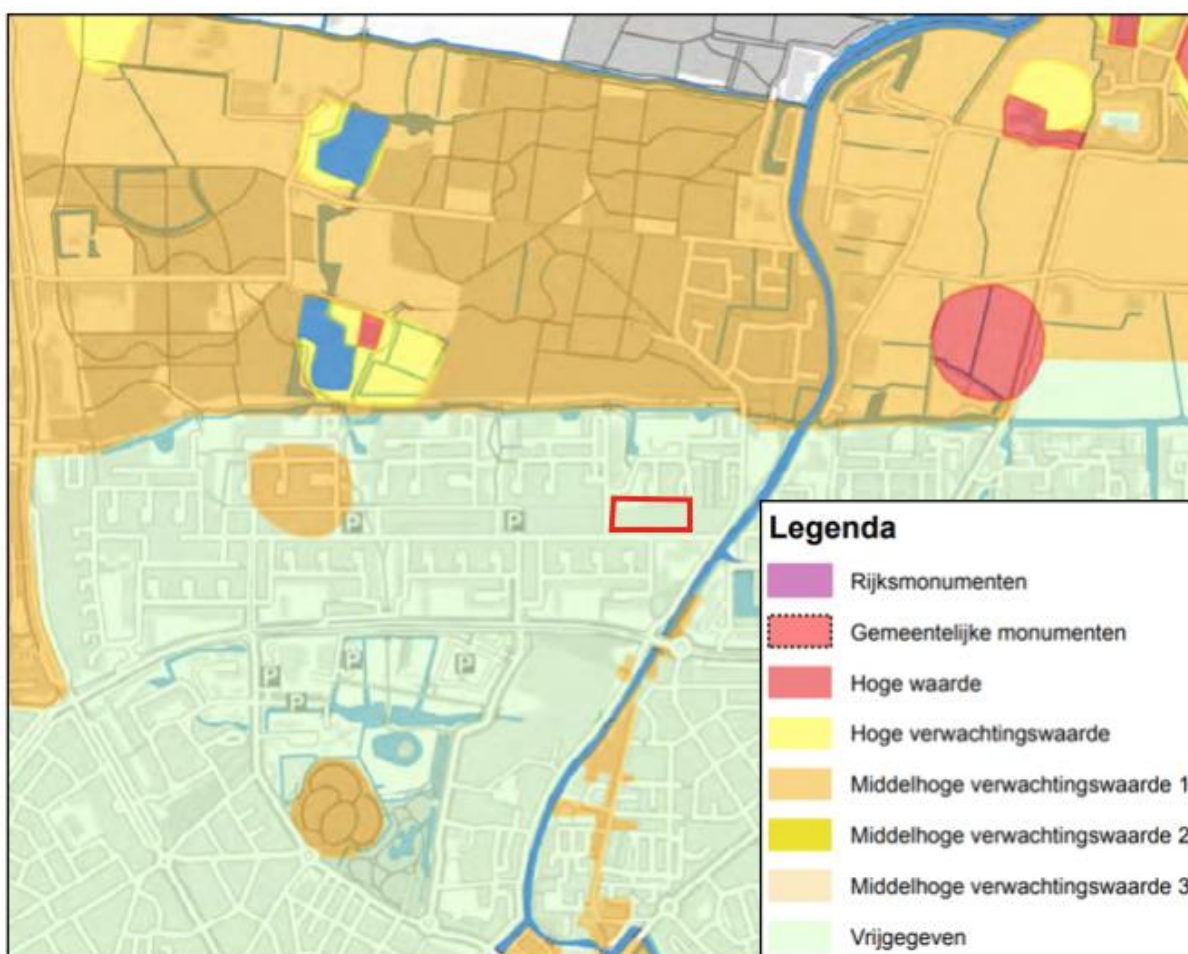 P
P
Legenda
Rijksmonumenten
Gemeentelijke monumenten
Hoge waarde
Hoge verwachtingswaarde
Middelhoge verwachtingswaarde 1
Middelhoge verwachtingswaarde 2
Middelhoge verwachtingswaarde 3
Vrijgegeven
P
P
P
P